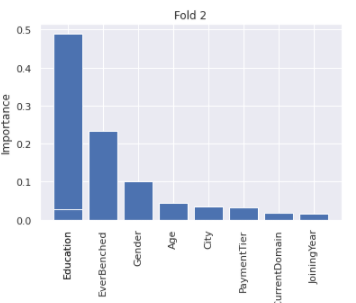 Fold 2
Importance
0.5
0.4
0.3
0.2
0.1
0.0
Education
EverBenched
Gender
Age
City
PaymentTier
CurrentDomain
JoiningYear